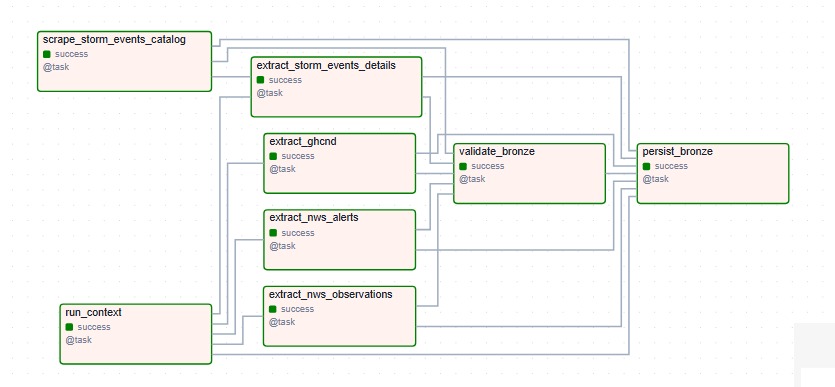 scrape_storm_events_catalog
success
@task
extract_storm_events_details
success
@task
extract_ghcnd
success
@task
validate_bronze
success
@task
persist_bronze
success
@task
extract_nws_alerts
success
@task
extract_nws_observations
success
@task
run_context
success
@task